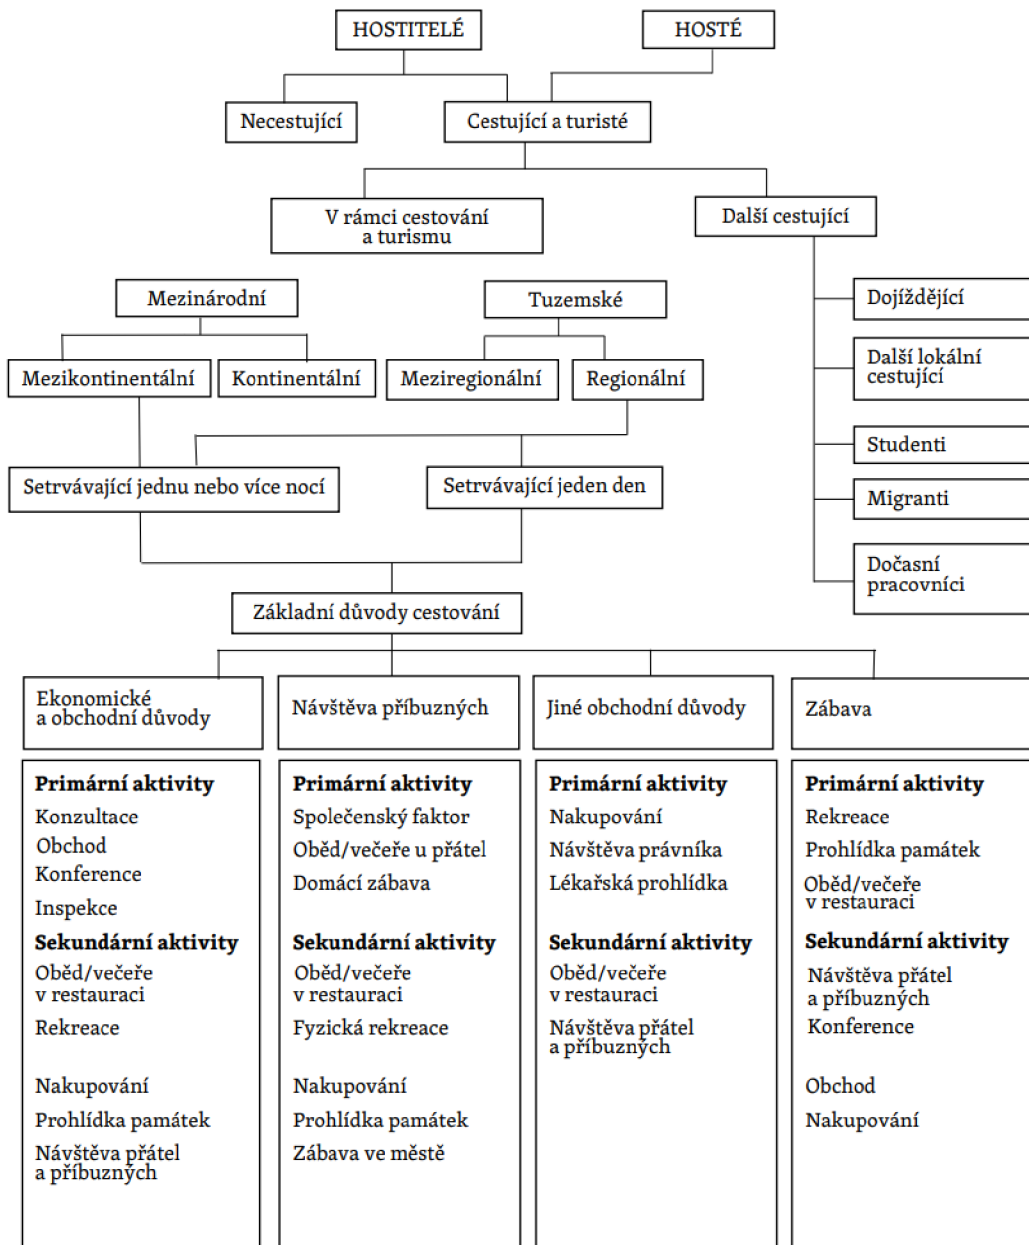 HOSTITELÉ
HOSTÉ
Necestující
Cestující a turisté
V rámci cestování
a turismu
Další cestující
Mezinárodní
Tuzemské
Dojíždějící
Mezikontinentální
Kontinentální
Meziregionální
Regionální
Další lokální
cestující
Studenti
Setrvávající jednu nebo více nocí
Setrvávající jeden den
Migranti
Dočasní
pracovníci
Základní důvody cestování
Ekonomické
a obchodní důvody
Návštěva příbuzných
Jiné obchodní důvody
Zábava
Primární aktivity
Konzultace
Obchod
Konference
Inspekce
Sekundární aktivity
Oběd/večeře
v restauraci
Rekreace
Nakupování
Prohlídka památek
Návštěva přátel
a příbuzných
Primární aktivity
Společenský faktor
Oběd/večeře u přátel
Domácí zábava
Sekundární aktivity
Oběd/večeře
v restauraci
Fyzická rekreace
Nakupování
Prohlídka památek
Zábava ve městě
Primární aktivity
Nakupování
Návštěva právníka
Lékařská prohlídka
Sekundární aktivity
Oběd/večeře
v restauraci
Návštěva přátel
a příbuzných
Primární aktivity
Rekreace
Prohlídka památek
Oběd/večeře
v restauraci
Sekundární aktivity
Návštěva přátel
a příbuzných
Konference
Obchod
Nakupování